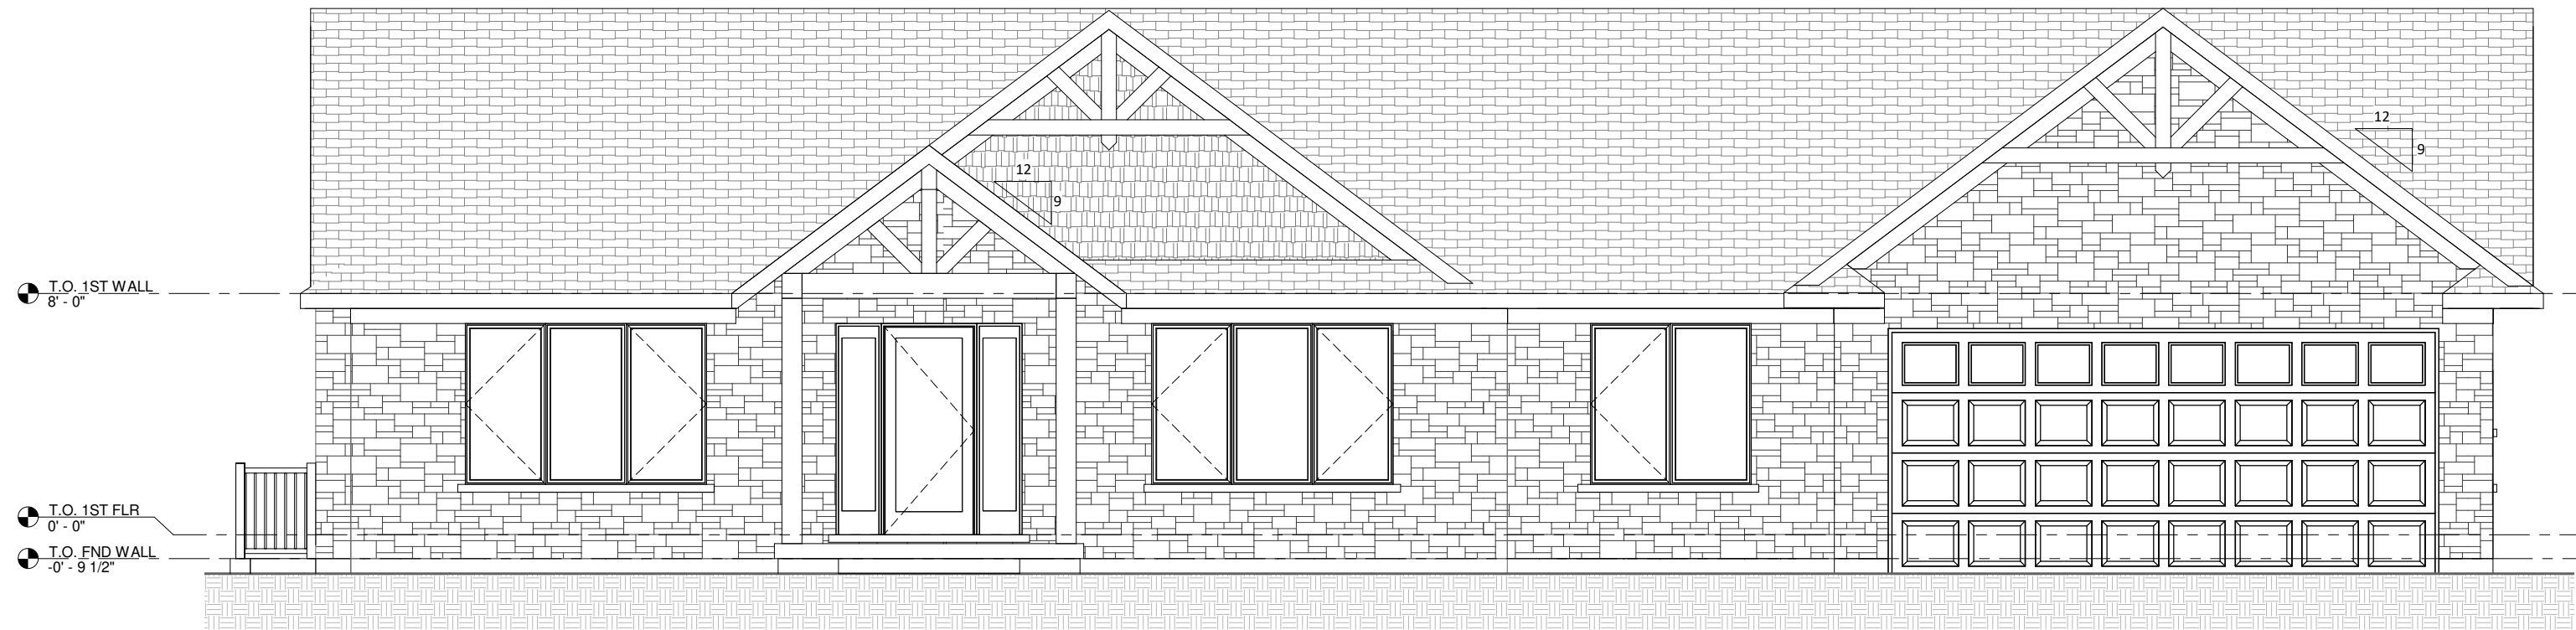 12
9
12
9
T.O. 1ST WALL
8' - 0"
T.O. 1ST FLR
0' - 0"
T.O. FND WALL
-0' - 9 1/2"